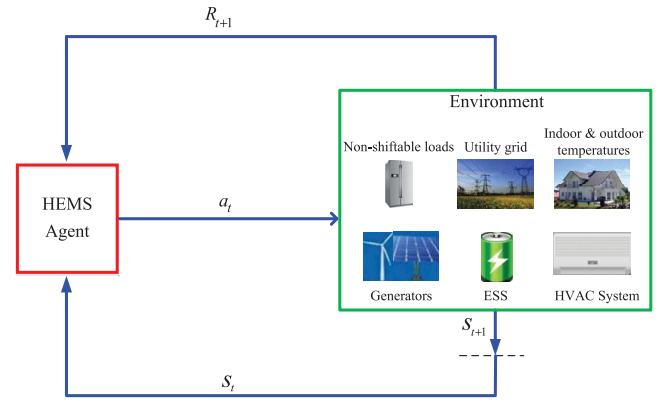 R_{t+1}
Environment
Non-shiftable loads
Utility grid
Indoor & outdoor
temperatures
HEMS
Agent
a_t
Generators
ESS
HVAC System
S_{t+1}
S_t